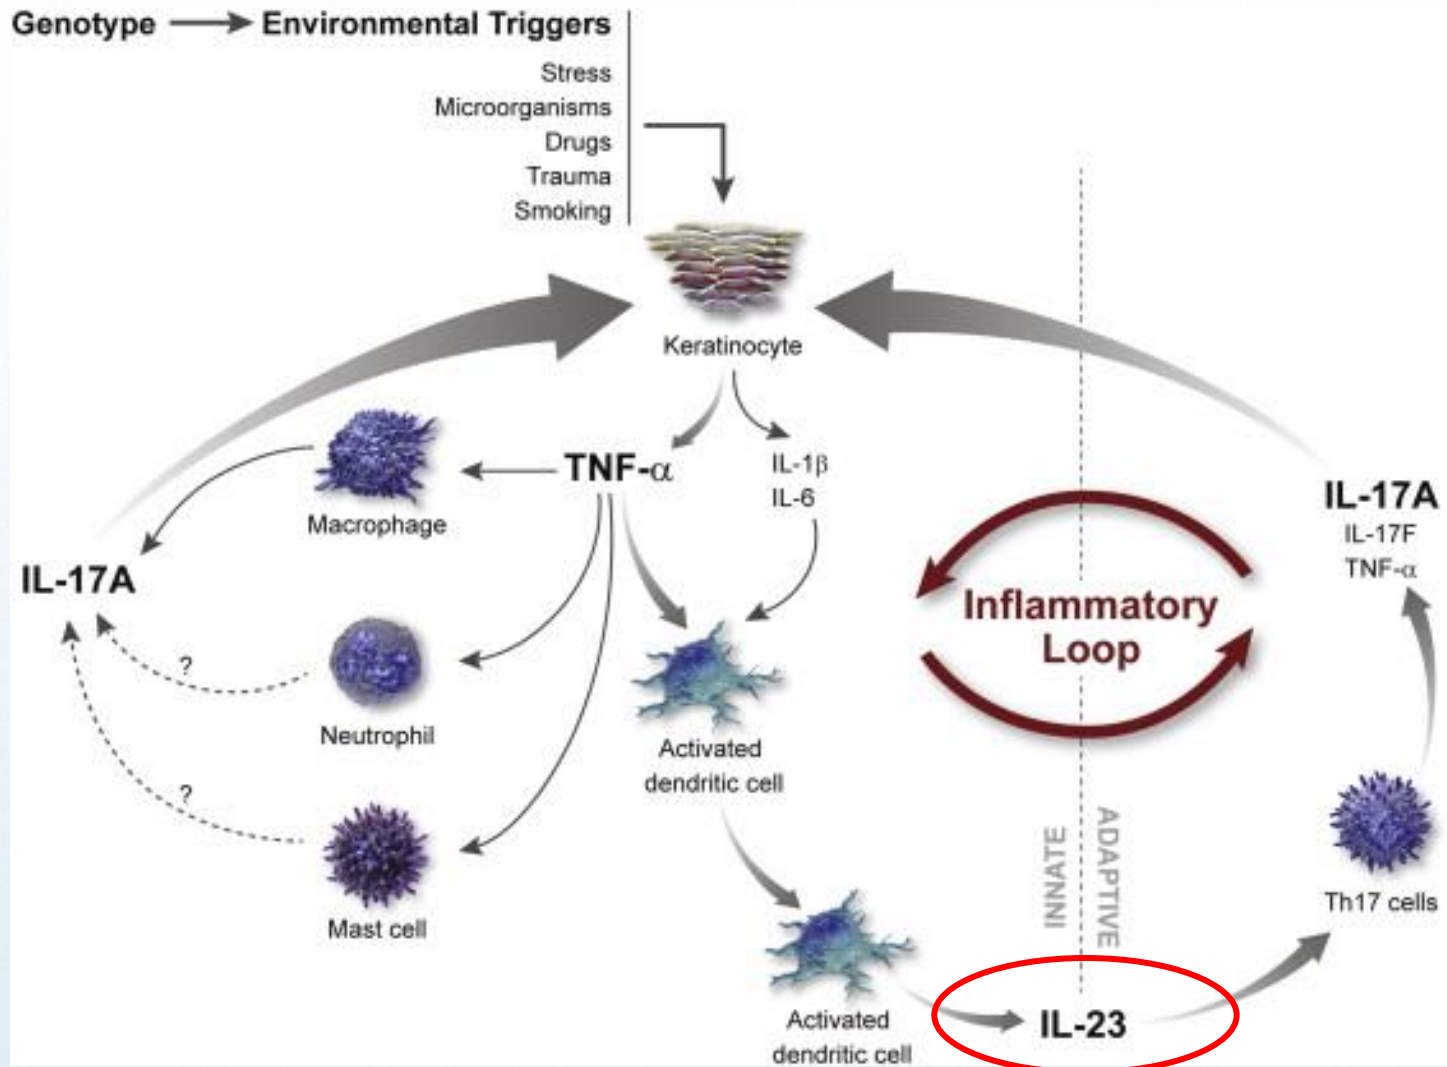 Genotype Environmental Triggers
Stress
Microorganisms
Drugs
Trauma
Smoking
Keratinocyte
TNF-α
IL-1β
IL-6
Macrophage
IL-17A
?
Neutrophil
?
Mast cell
Activated
dendritic cell
Activated
dendritic cell
Inflammatory
Loop
INNATE
ADAPTIVE
IL-23
Th17 cells
IL-17A
IL-17F
TNF-α